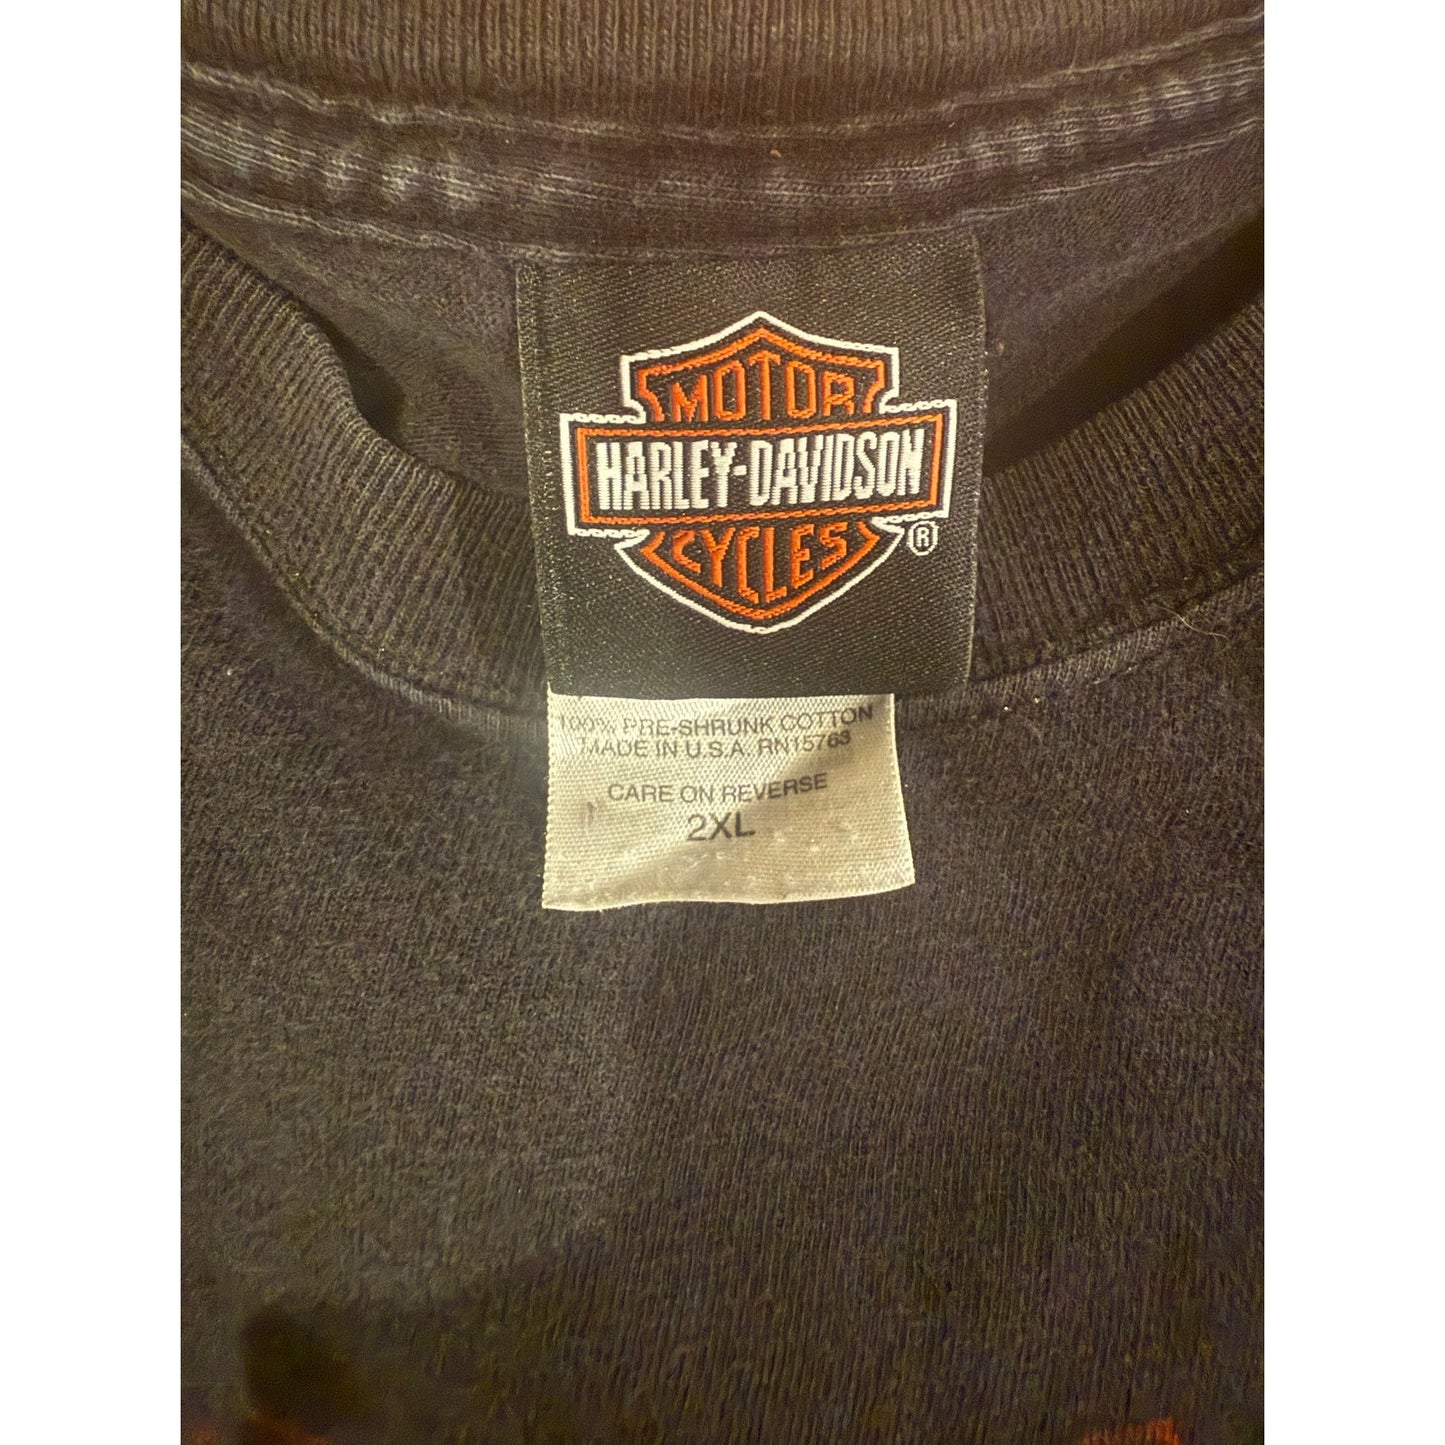 MOTOR
HARLEY-DAVIDSON
CYCLES
®
100% PRE-SHRUNK COTTON
MADE IN U.S.A. RN15763
CARE ON REVERSE
2XL